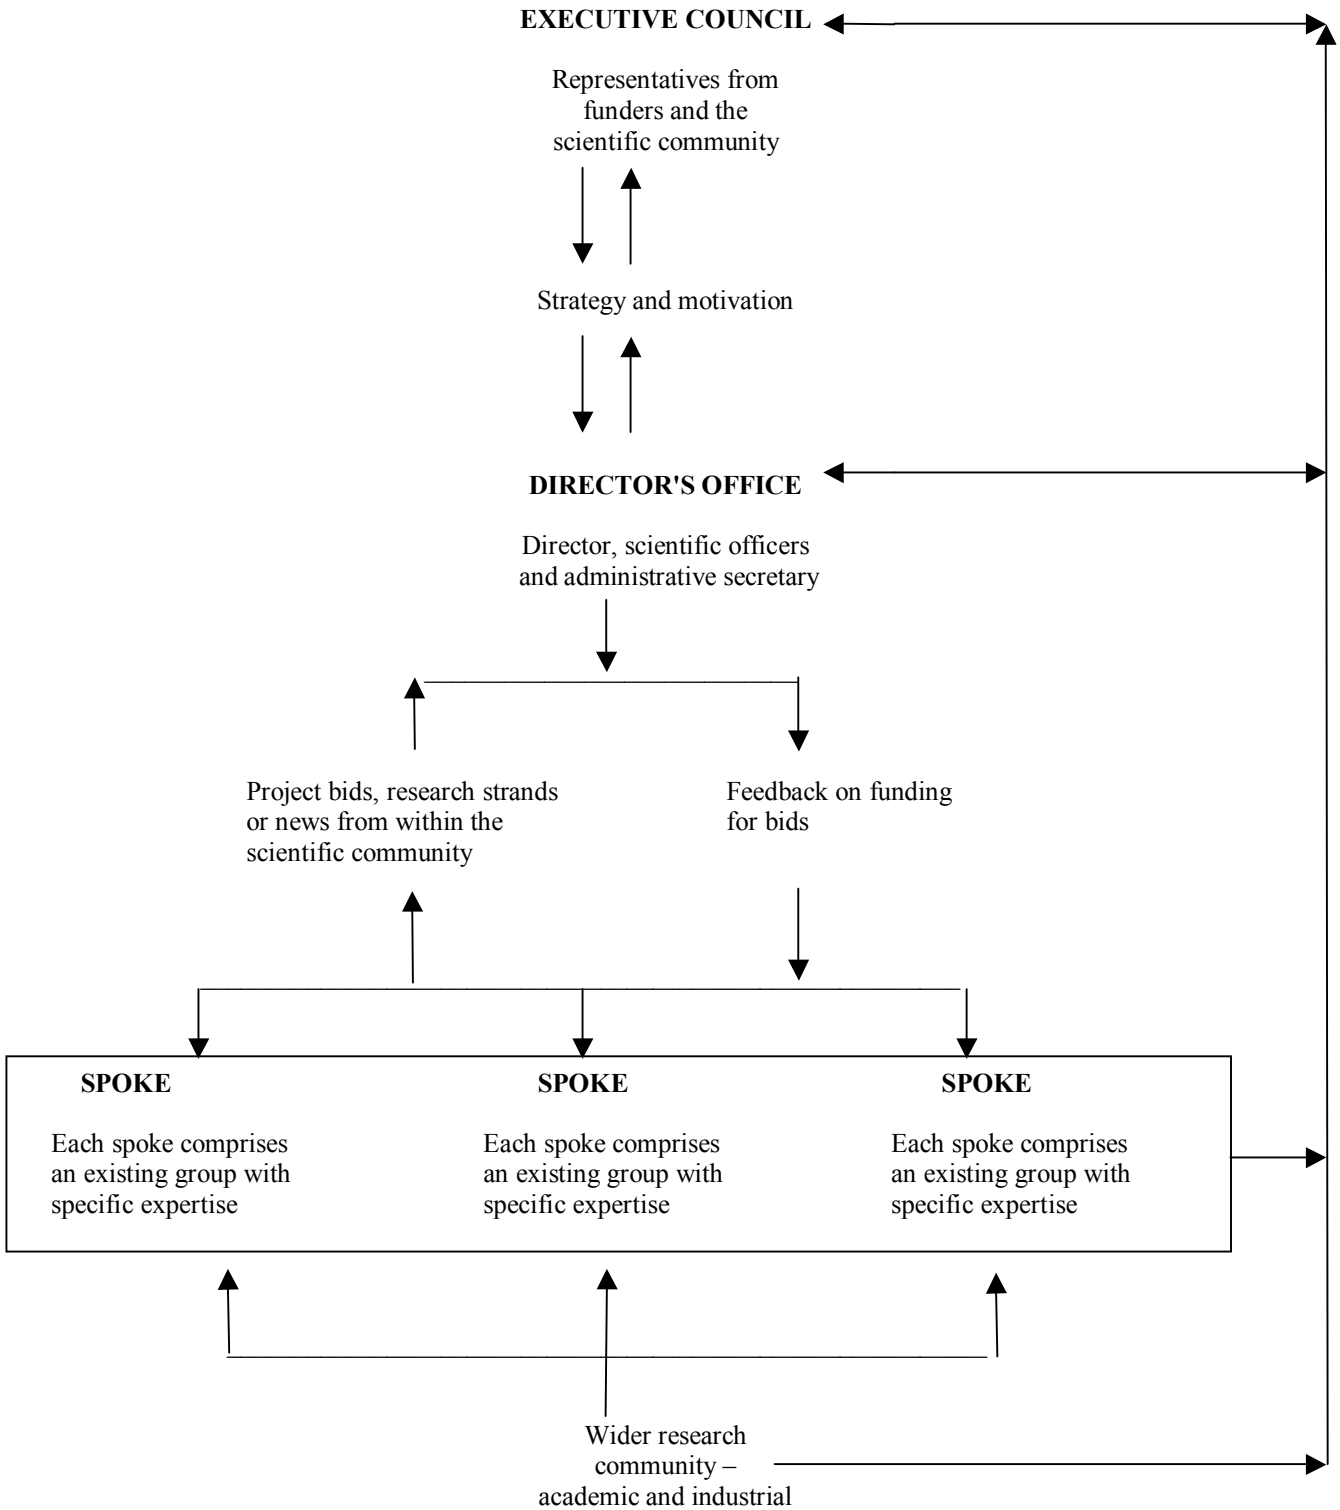 EXECUTIVE COUNCIL
Representatives from
funders and the
scientific community
Strategy and motivation
DIRECTOR'S OFFICE
Director, scientific officers
and administrative secretary
Project bids, research strands
or news from within the
scientific community
Feedback on funding
for bids
SPOKE
Each spoke comprises
an existing group with
specific expertise
SPOKE
Each spoke comprises
an existing group with
specific expertise
SPOKE
Each spoke comprises
an existing group with
specific expertise
Wider research
community –
academic and industrial